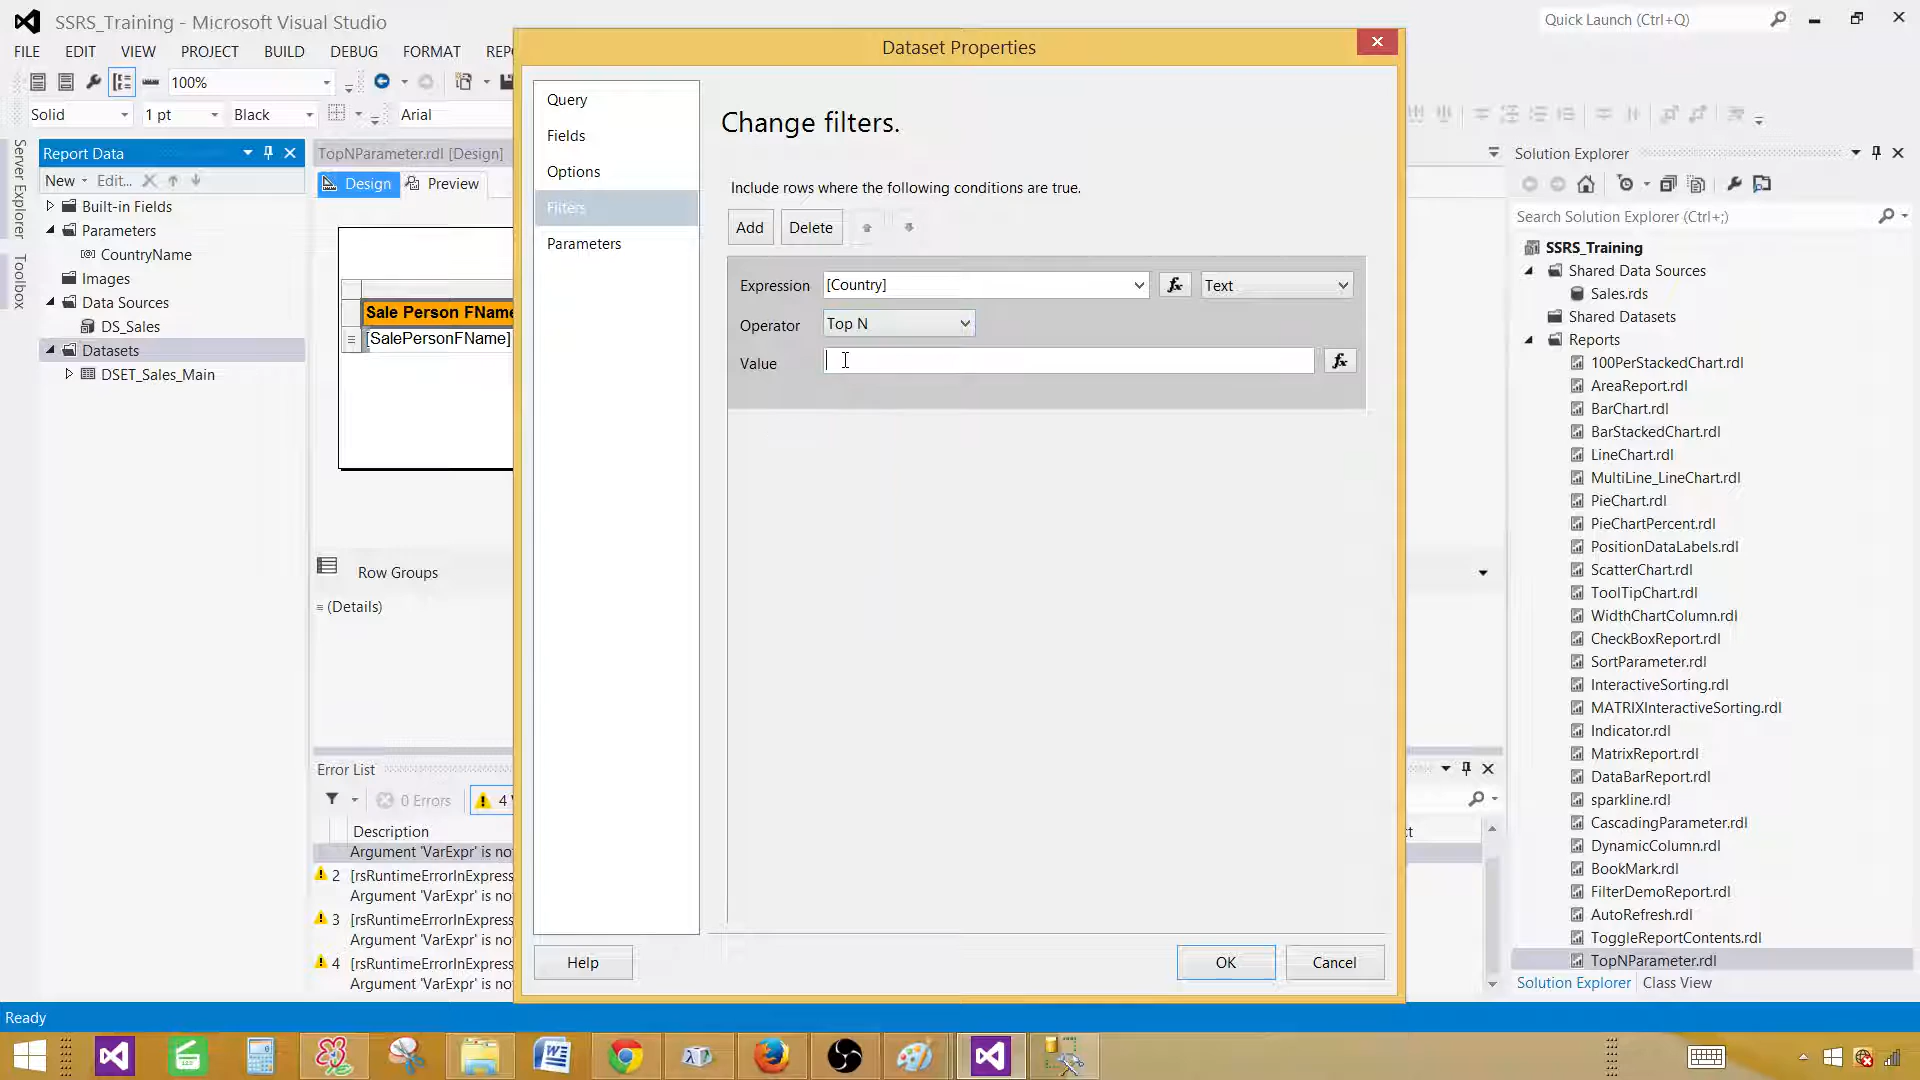 SSRS_Training - Microsoft Visual Studio
Quick Launch (Ctrl+Q)
FILE EDIT VIEW PROJECT BUILD DEBUG FORMAT REPO
Dataset Properties
100%
Solid 1 pt Black Arial
Server Explorer
Toolbox
Report Data
New Edit...
Built-in Fields
Parameters
CountryName
Images
Data Sources
DS_Sales
Datasets
DSET_Sales_Main
TopNParameter.rdl [Design]
Design Preview
Sale Person FName
[SalePersonFName]
Row Groups
(Details)
Error List
0 Errors 4
Description
Argument 'VarExpr' is no
2 [rsRuntimeErrorInExpress
Argument 'VarExpr' is no
3 [rsRuntimeErrorInExpress
Argument 'VarExpr' is no
4 [rsRuntimeErrorInExpress
Argument 'VarExpr' is no
Query
Fields
Options
Filters
Parameters
Change filters.
Include rows where the following conditions are true.
Add Delete
Expression [Country] fx Text
Operator Top N
Value fx
Help OK Cancel
Solution Explorer
Search Solution Explorer (Ctrl+;)
SSRS_Training
Shared Data Sources
Sales.rds
Shared Datasets
Reports
100PerStackedChart.rdl
AreaReport.rdl
BarChart.rdl
BarStackedChart.rdl
LineChart.rdl
MultiLine_LineChart.rdl
PieChart.rdl
PieChartPercent.rdl
PositionDataLabels.rdl
ScatterChart.rdl
ToolTipChart.rdl
WidthChartColumn.rdl
CheckBoxReport.rdl
SortParameter.rdl
InteractiveSorting.rdl
MATRIXInteractiveSorting.rdl
Indicator.rdl
MatrixReport.rdl
DataBarReport.rdl
sparkline.rdl
CascadingParameter.rdl
DynamicColumn.rdl
BookMark.rdl
FilterDemoReport.rdl
AutoRefresh.rdl
ToggleReportContents.rdl
TopNParameter.rdl
Solution Explorer Class View
Ready